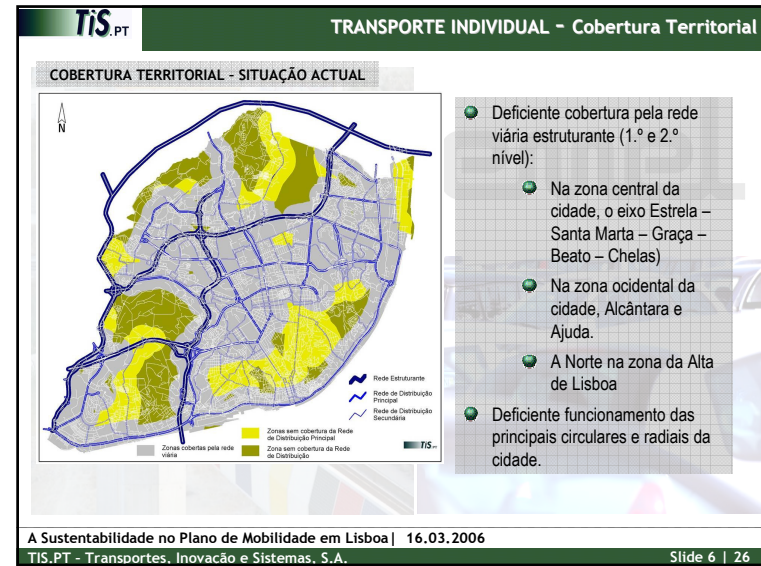 TiS.PT
TRANSPORTE INDIVIDUAL – Cobertura Territorial
COBERTURA TERRITORIAL – SITUAÇÃO ACTUAL
N
Rede Estruturante
Rede de Distribuição
Principal
Rede de Distribuição
Secundária
Zonas sem cobertura da Rede
de Distribuição Principal
Zonas cobertas pela rede
viária
Zona sem cobertura da Rede
de Distribuição
TiS.PT
Deficiente cobertura pela rede
viária estruturante (1.º e 2.º
nível):
Na zona central da
cidade, o eixo Estrela –
Santa Marta – Graça –
Beato – Chelas)
Na zona ocidental da
cidade, Alcântara e
Ajuda.
A Norte na zona da Alta
de Lisboa
Deficiente funcionamento das
principais circulares e radiais da
cidade.
A Sustentabilidade no Plano de Mobilidade em Lisboa| 16.03.2006
TIS.PT – Transportes, Inovação e Sistemas, S.A.
Slide 6 | 26